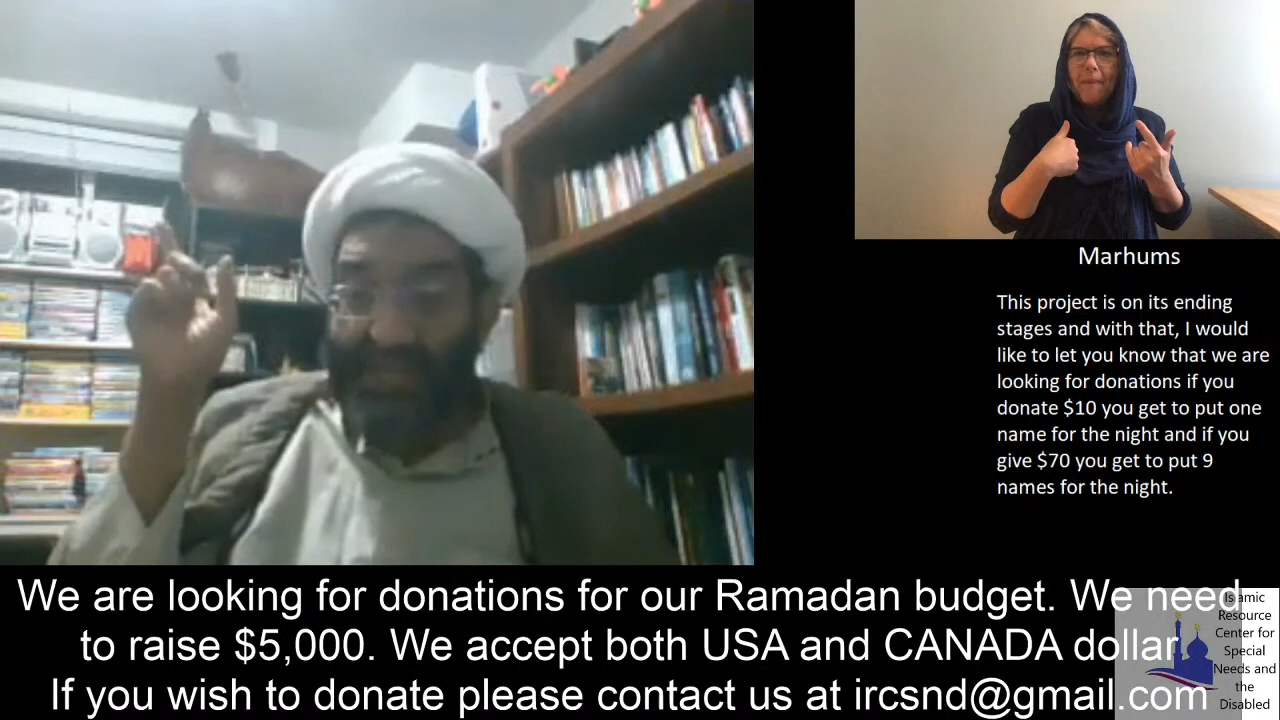 Marhums
This project is on its ending
stages and with that, I would
like to let you know that we are
looking for donations if you
donate $10 you get to put one
name for the night and if you
give $70 you get to put 9
names for the night.
We are looking for donations for our Ramadan budget. We need
to raise $5,000. We accept both USA and CANADA dollar
If you wish to donate please contact us at ircsnd@gmail.com
Islamic
Resource
Center for
Special
Needs and
the
Disabled